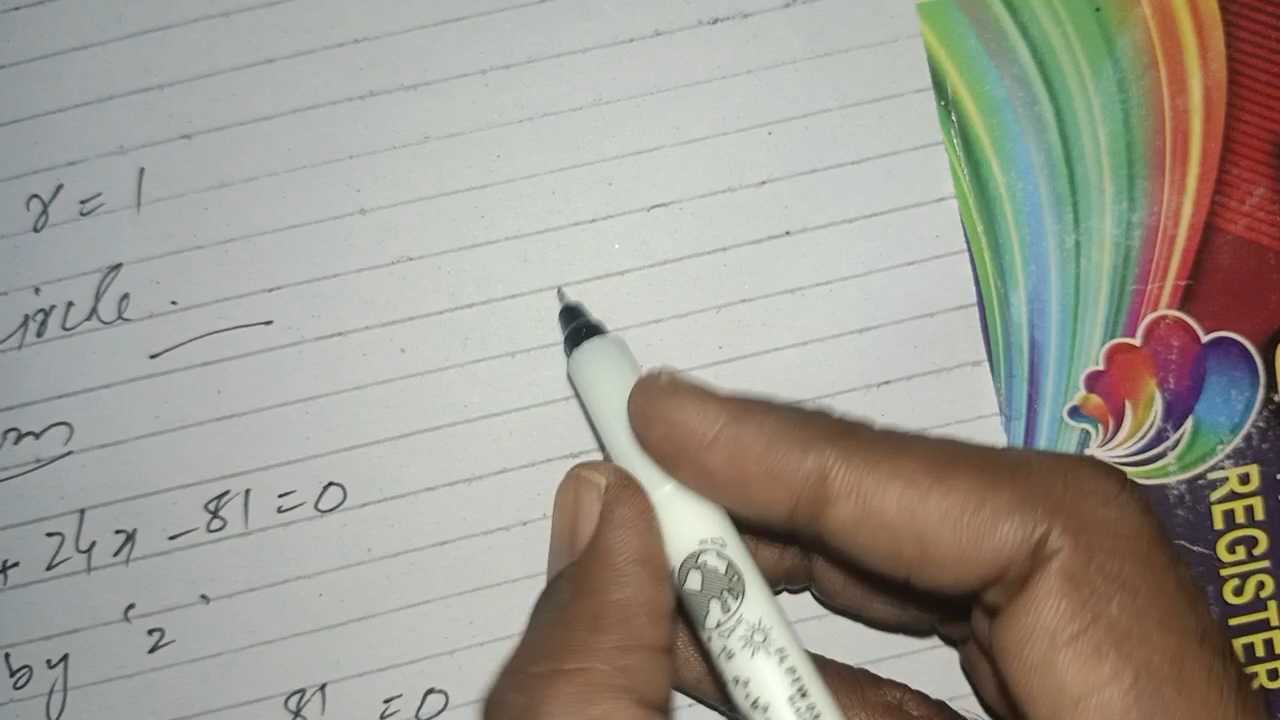 r = 1
ircle.
+ 24x - 81 = 0
by '2'
81 = 0
REGISTER